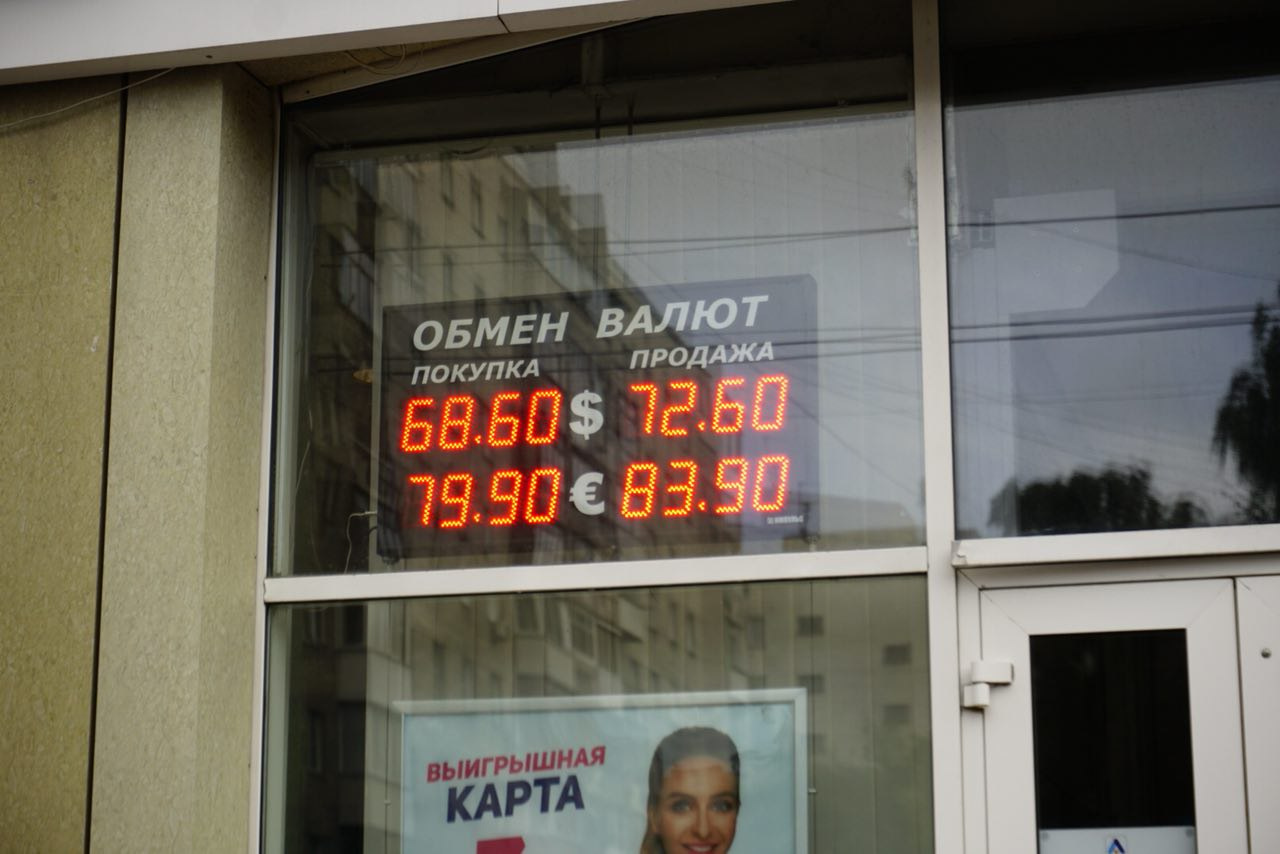 ОБМЕН ВАЛЮТ
ПОКУПКА ПРОДАЖА
68.60 $ 72.60
79.90 € 83.90
ВЫИГРЫШНАЯ
КАРТА